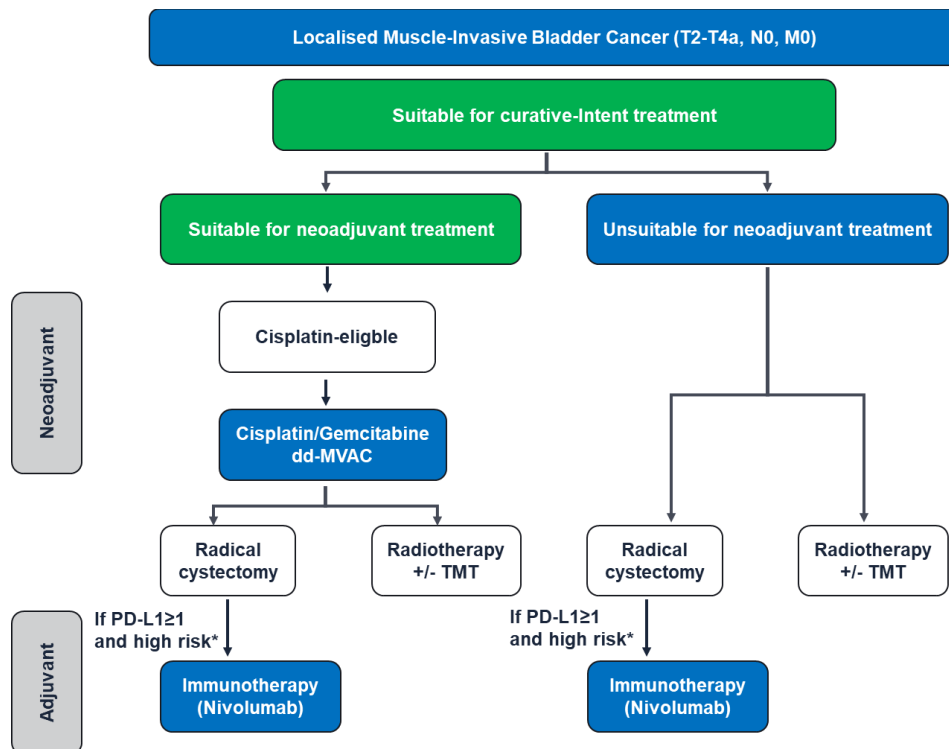 Localised Muscle-Invasive Bladder Cancer (T2-T4a, N0, M0)
Suitable for curative-Intent treatment
Suitable for neoadjuvant treatment
Unsuitable for neoadjuvant treatment
Neoadjuvant
Cisplatin-eligble
Cisplatin/Gemcitabine
dd-MVAC
Radical
cystectomy
Radiotherapy
+/- TMT
Radical
cystectomy
Radiotherapy
+/- TMT
If PD-L1≥1
and high risk*
If PD-L1≥1
and high risk*
Adjuvant
Immunotherapy
(Nivolumab)
Immunotherapy
(Nivolumab)